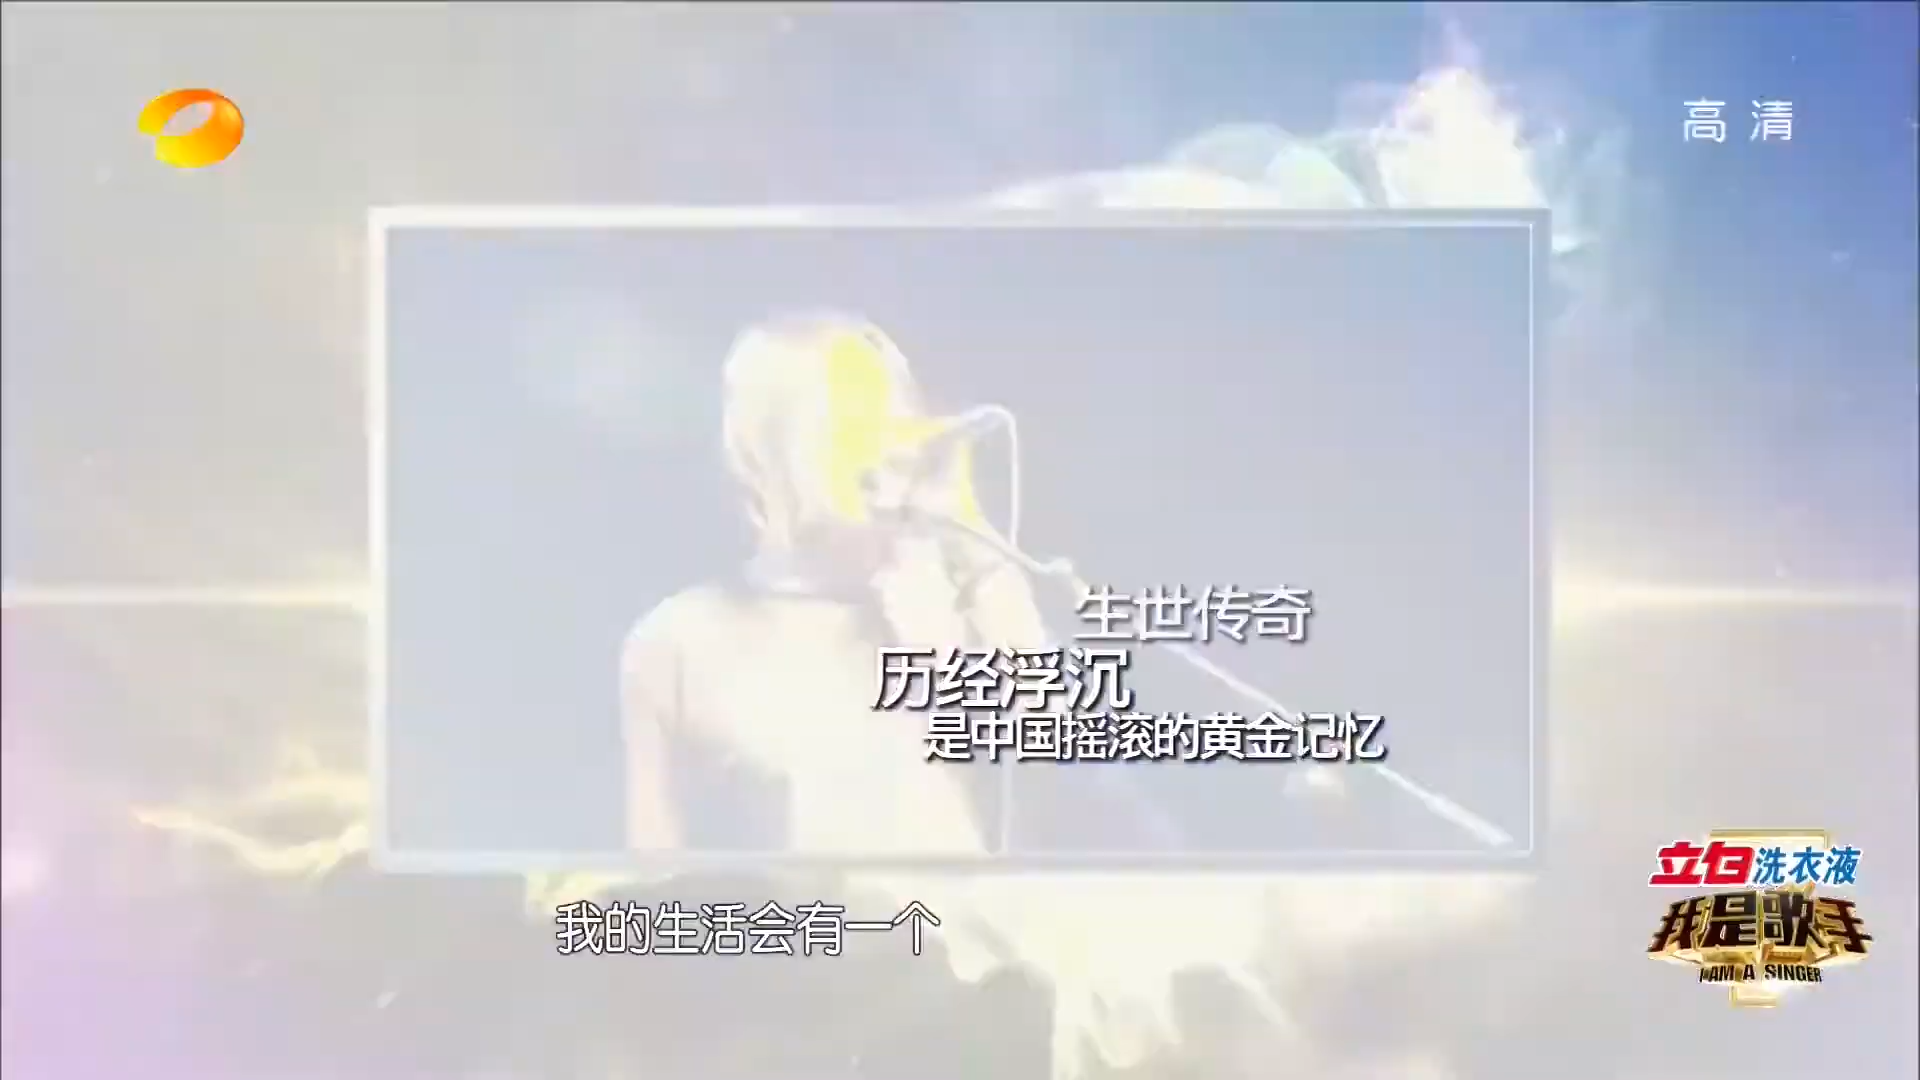 高清
生世传奇
历经浮沉
是中国摇滚的黄金记忆
我的生活会有一个
立白洗衣液
我是歌手
I AM A SINGER